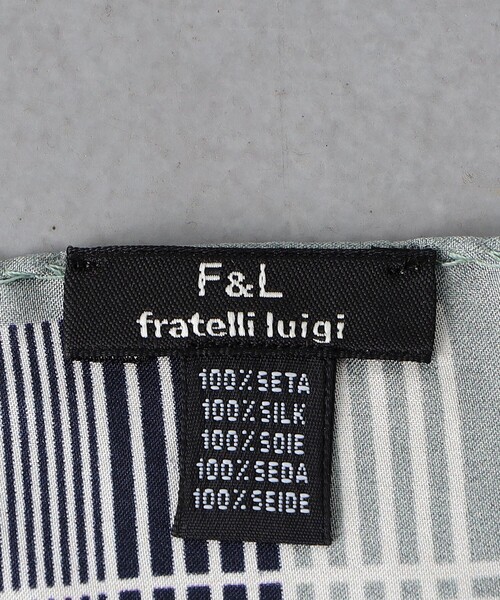 F&L
fratelli luigi
100% SETA
100% SILK
100% SOIE
100% SEDA
100% SEIDE